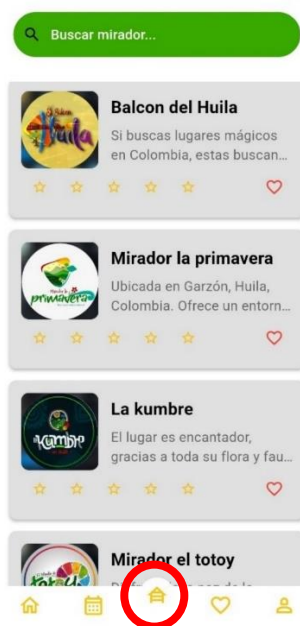 Buscar mirador...
Balcon del Huila
Si buscas lugares mágicos
en Colombia, estas buscan...
Mirador la primavera
Ubicada en Garzón, Huila,
Colombia. Ofrece un entorn...
primavera
La kumbre
El lugar es encantador,
gracias a toda su flora y fau...
Mirador el totoy